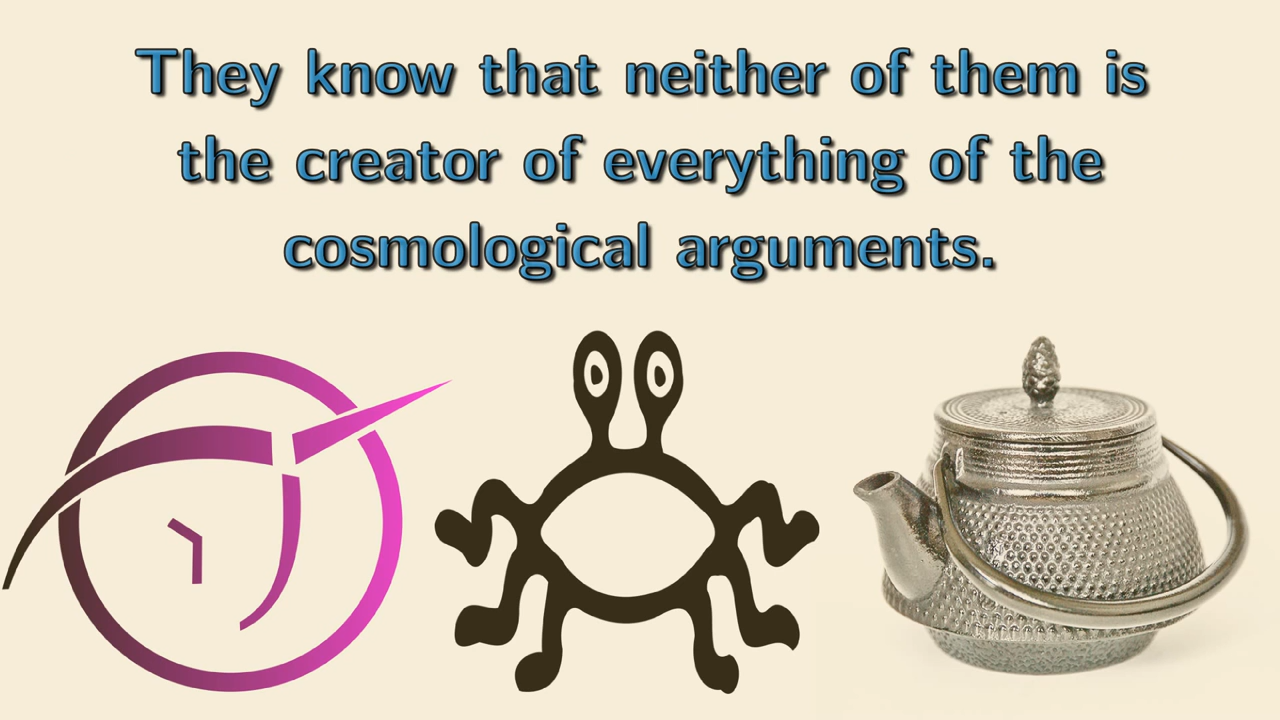 They know that neither of them is
the creator of everything of the
cosmological arguments.